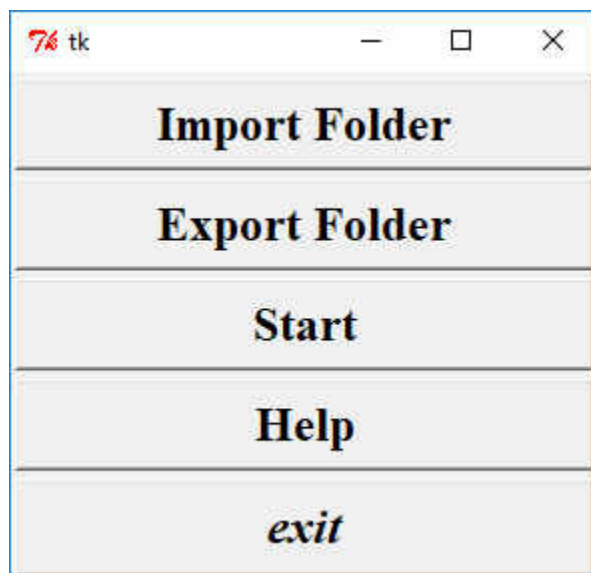 tk
Import Folder
Export Folder
Start
Help
exit